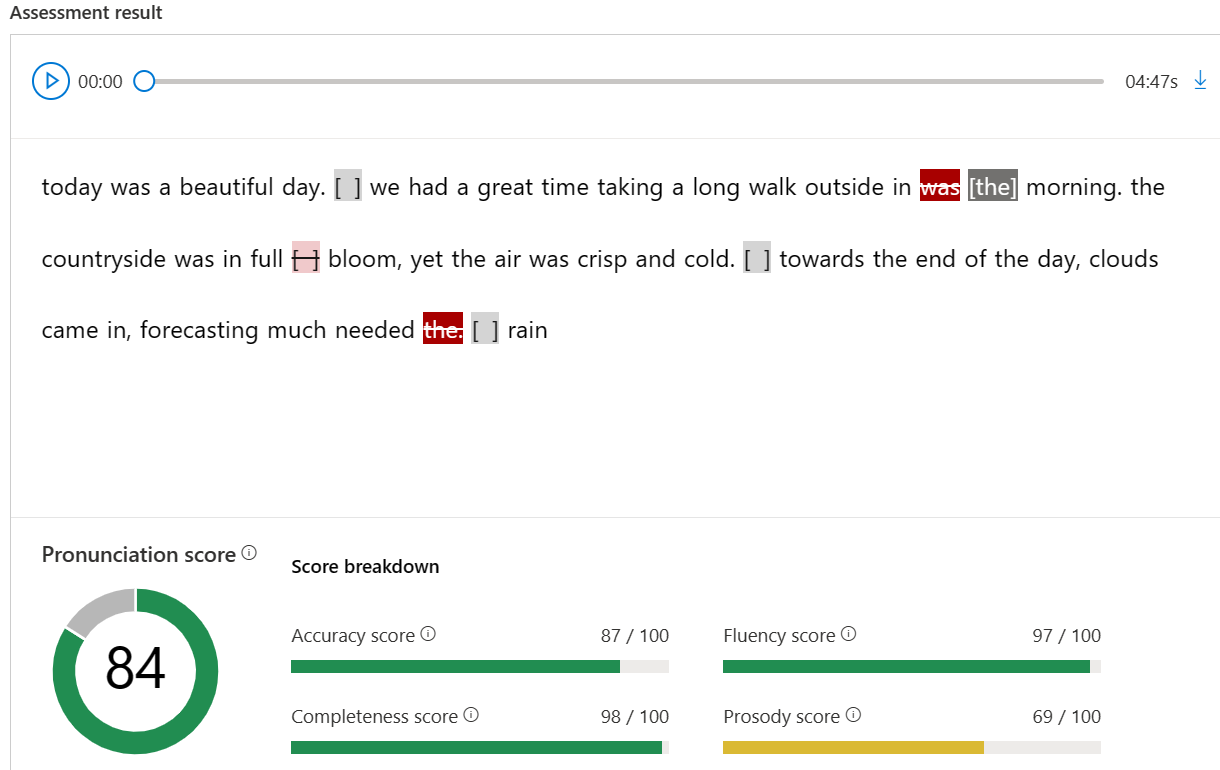 Assessment result
00:00 04:47s
today was a beautiful day. [ ] we had a great time taking a long walk outside in was [the] morning. the
countryside was in full [ ] bloom, yet the air was crisp and cold. [ ] towards the end of the day, clouds
came in, forecasting much needed the. [ ] rain
Pronunciation score
84
Score breakdown
Accuracy score 87 / 100
Fluency score 97 / 100
Completeness score 98 / 100
Prosody score 69 / 100